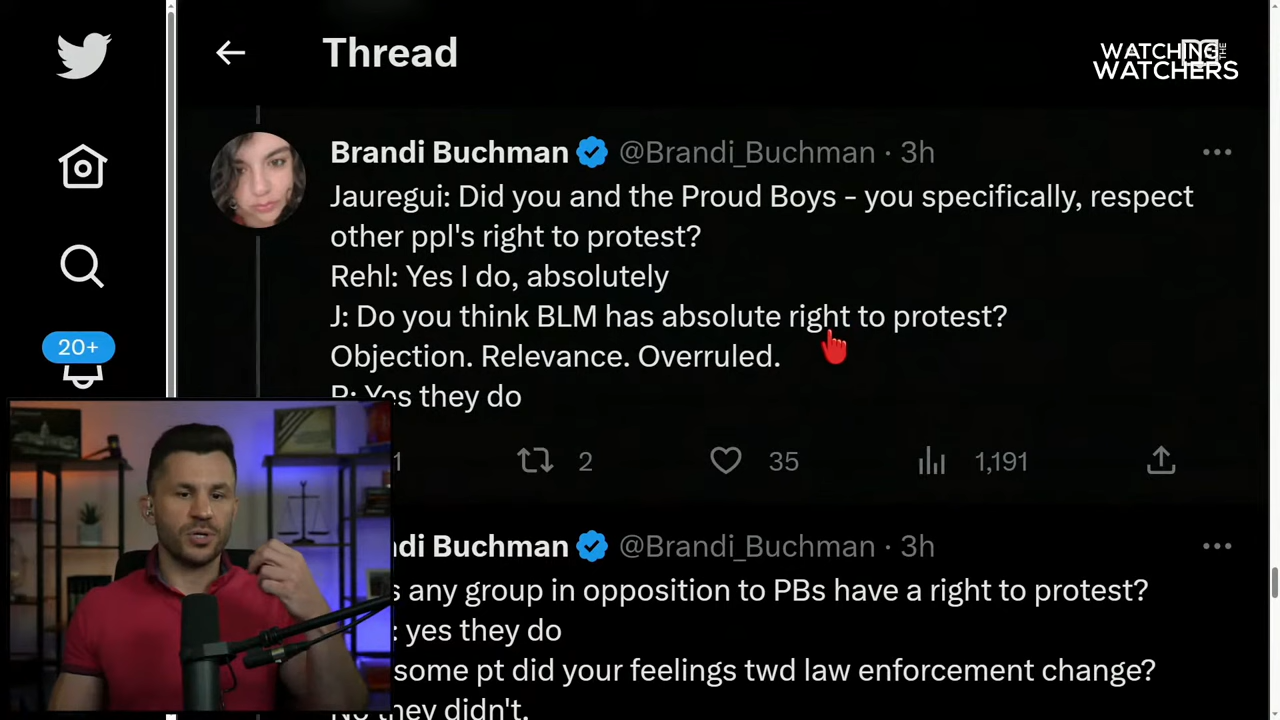 Thread
WATCHING THE
WATCHERS
Brandi Buchman @Brandi_Buchman · 3h
Jauregui: Did you and the Proud Boys - you specifically, respect
other ppl's right to protest?
Rehl: Yes I do, absolutely
J: Do you think BLM has absolute right to protest?
Objection. Relevance. Overruled.
R: Yes they do
20+
1 2 35 1,191
Buchman @Brandi_Buchman · 3h
any group in opposition to PBs have a right to protest?
: yes they do
some pt did your feelings twd law enforcement change?
No they didn't.